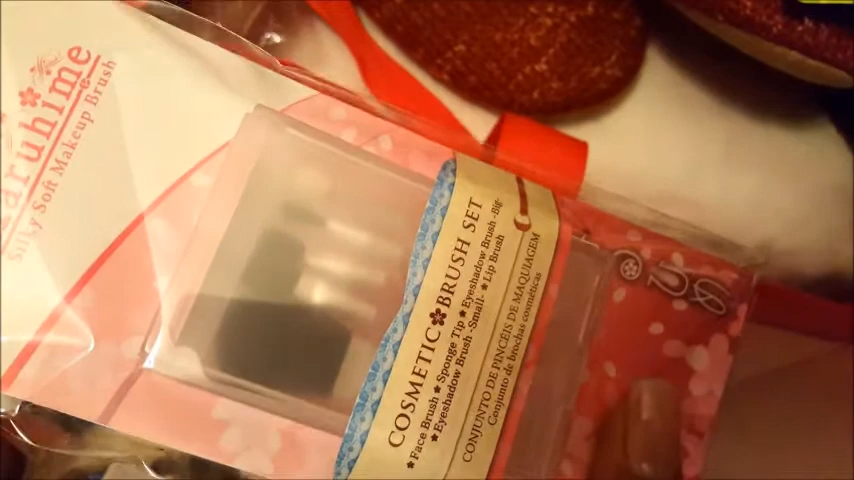 aruhime
Silky Soft Makeup Brush
COSMETIC BRUSH SET
Face Brush Sponge Tip Eyeshadow Brush -Big-
Eyeshadow Brush -Small- Lip Brush
CONJUNTO DE PINCÉIS DE MAQUIAGEM
Conjunto de brochas cosméticas